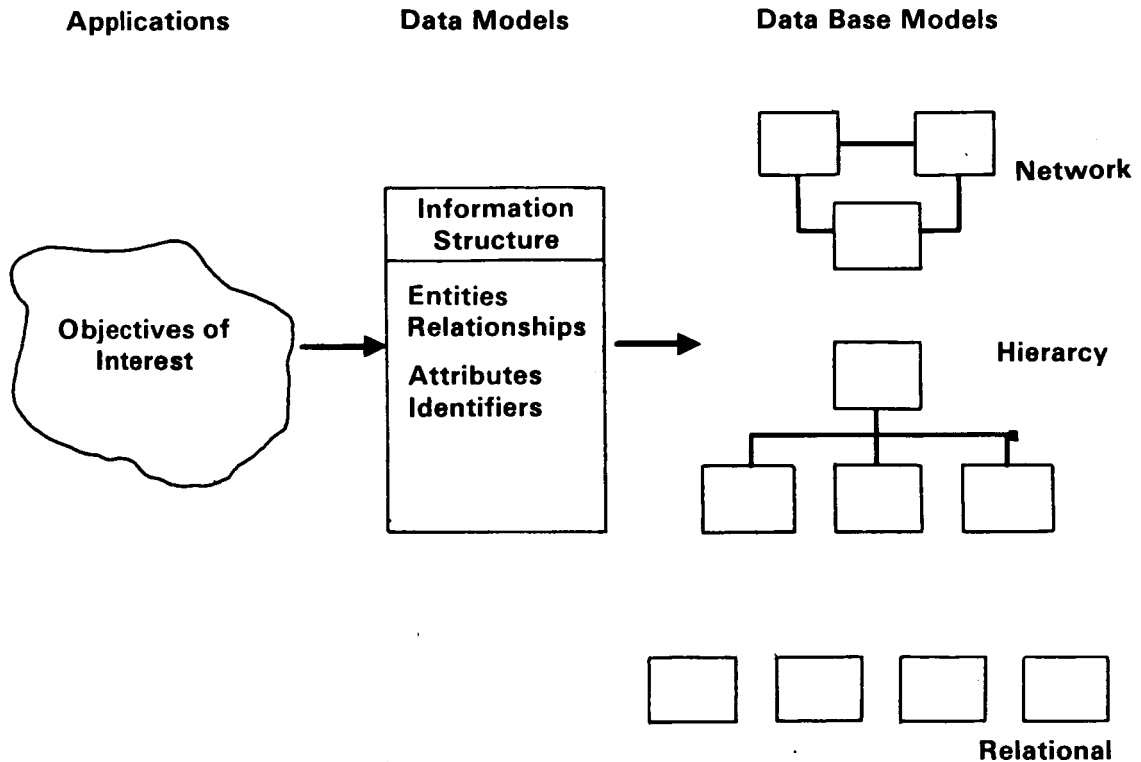 Applications Data Models Data Base Models
Network
Information
Structure
Entities
Relationships
Attributes
Identifiers
Objectives of
Interest
Hierarcy
Relational